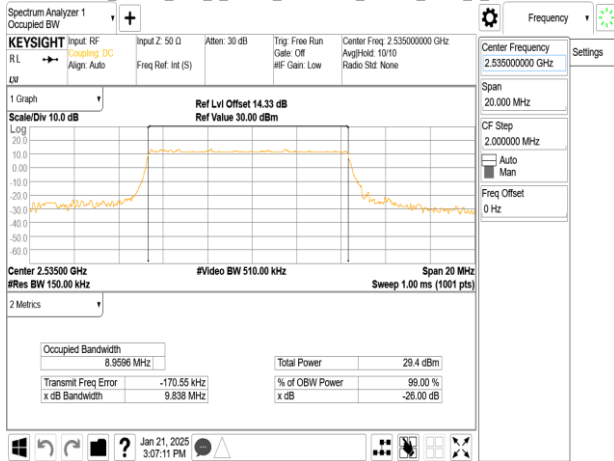 Spectrum Analyzer 1
Occupied BW
Frequency
KEYSIGHT
RL
Input: RF
Coupling: DC
Align: Auto
Input Z: 50 Ω
Freq Ref: Int (S)
Atten: 30 dB
Trig: Free Run
Gate: Off
#IF Gain: Low
Center Freq: 2.535000000 GHz
Avg|Hold: 10/10
Radio Std: None
LXI
Center Frequency
2.535000000 GHz
Settings
Span
20.000 MHz
CF Step
2.000000 MHz
Auto
Man
Freq Offset
0 Hz
1 Graph
Scale/Div 10.0 dB
Ref Lvl Offset 14.33 dB
Ref Value 30.00 dBm
Log
20.0
10.0
0.00
-10.0
-20.0
-30.0
-40.0
-50.0
-60.0
Center 2.53500 GHz
#Res BW 150.00 kHz
#Video BW 510.00 kHz
Span 20 MHz
Sweep 1.00 ms (1001 pts)
2 Metrics
Occupied Bandwidth
8.9596 MHz
Total Power 29.4 dBm
Transmit Freq Error -170.55 kHz
% of OBW Power 99.00 %
x dB Bandwidth 9.838 MHz
x dB -26.00 dB
Jan 21, 2025
3:07:11 PM